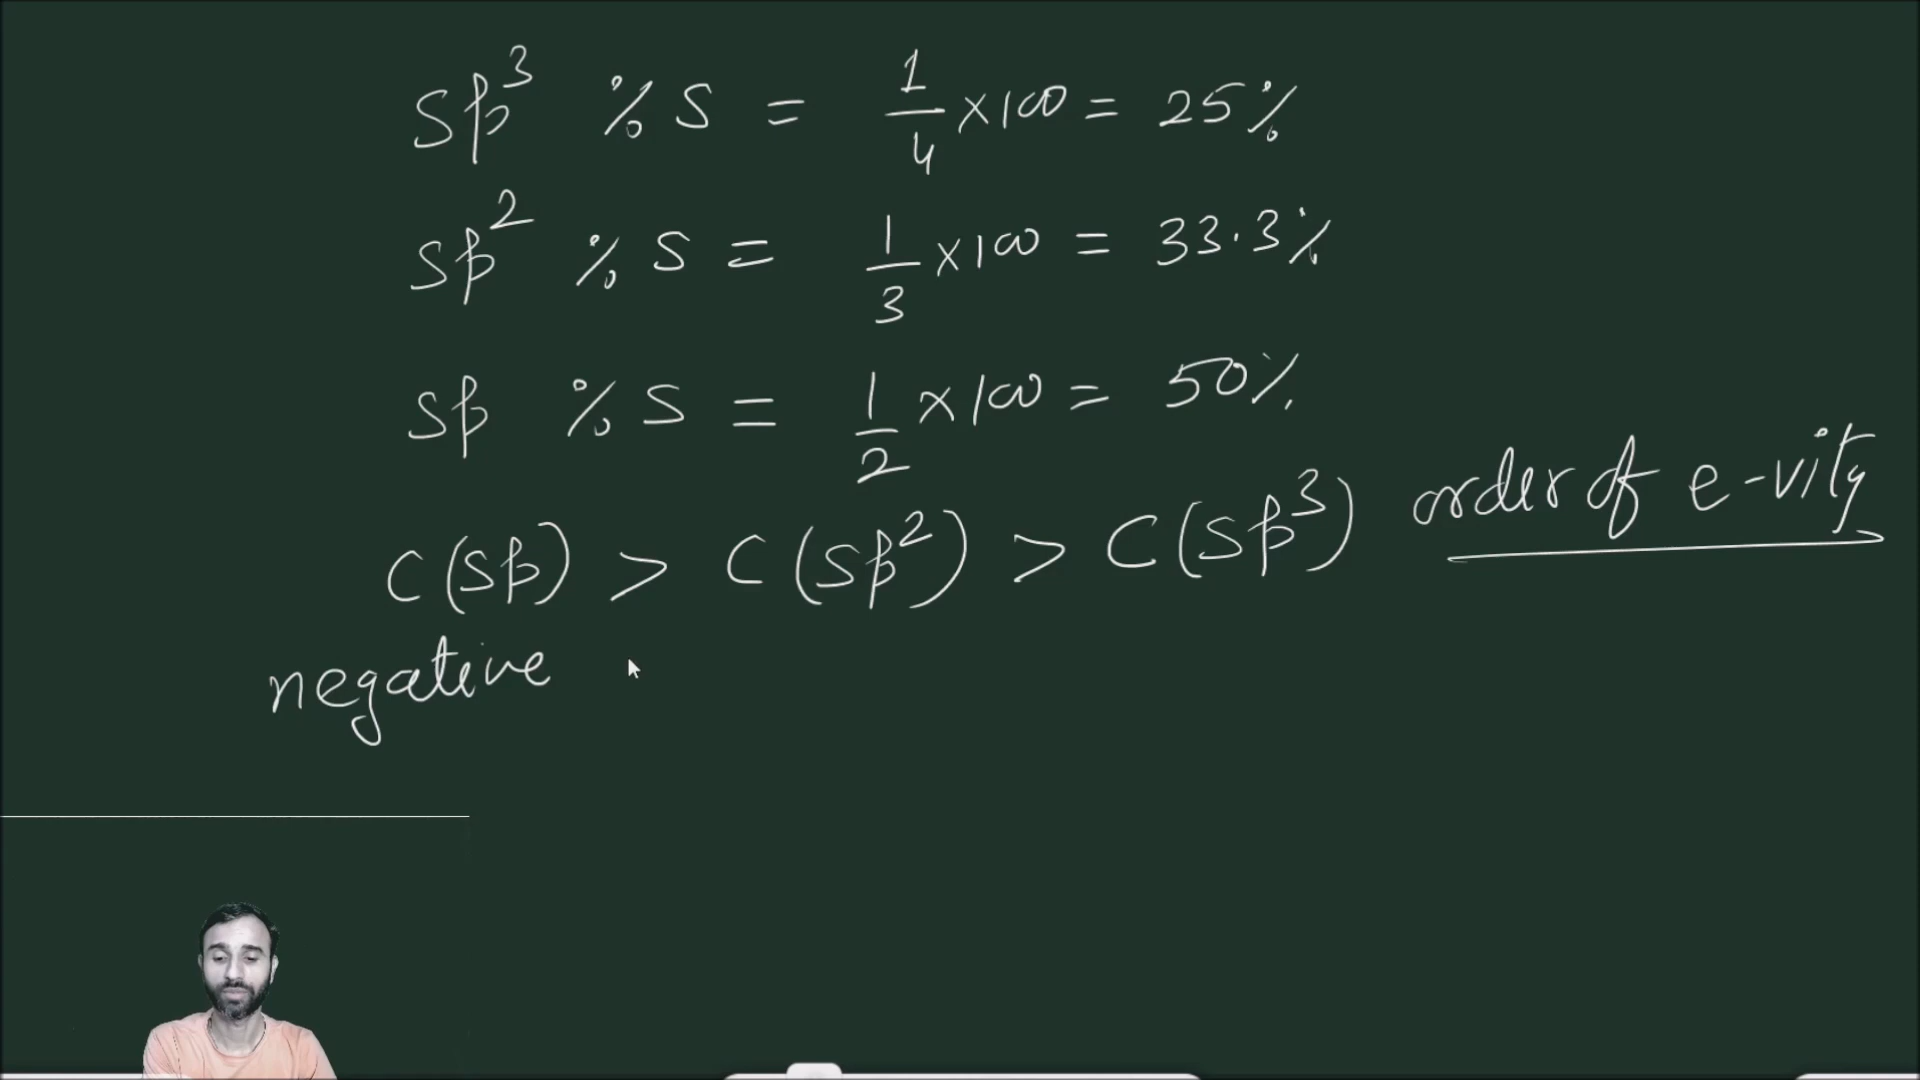 sp³ % S = 1/4 × 100 = 25%
sp² % S = 1/3 × 100 = 33.3%
sp % S = 1/2 × 100 = 50%
C(sp) > C(sp²) > C(sp³) order of e-vity
negative